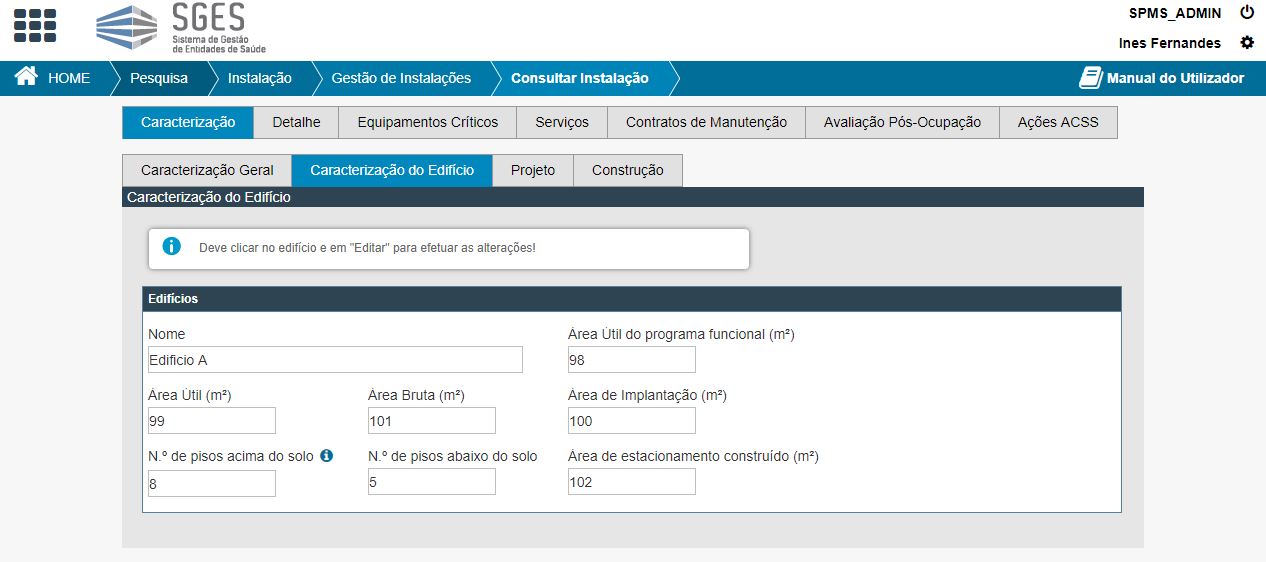 SGES
Sistema de Gestão
de Entidades de Saúde
SPMS_ADMIN
Ines Fernandes
HOME
Pesquisa
Instalação
Gestão de Instalações
Consultar Instalação
Manual do Utilizador
Caracterização
Detalhe
Equipamentos Críticos
Serviços
Contratos de Manutenção
Avaliação Pós-Ocupação
Ações ACSS
Caracterização Geral
Caracterização do Edifício
Projeto
Construção
Caracterização do Edifício
Deve clicar no edifício e em "Editar" para efetuar as alterações!
Edifícios
Nome
Área Útil do programa funcional (m²)
Edificio A
98
Área Útil (m²)
Área Bruta (m²)
Área de Implantação (m²)
99
101
100
N.º de pisos acima do solo
N.º de pisos abaixo do solo
Área de estacionamento construído (m²)
8
5
102